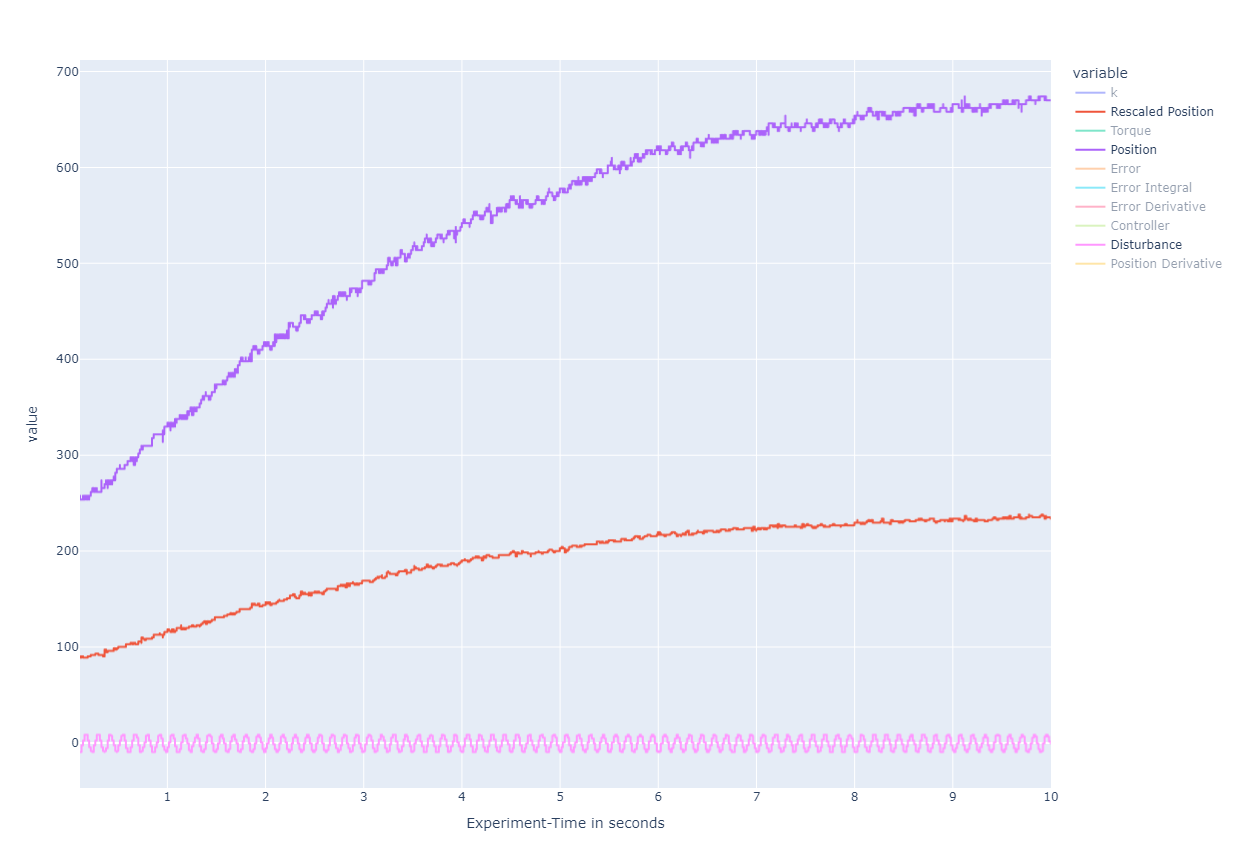 variable
k
Rescaled Position
Torque
Position
Error
Error Integral
Error Derivative
Controller
Disturbance
Position Derivative
700
600
500
400
300
200
100
0
value
1 2 3 4 5 6 7 8 9 10
Experiment-Time in seconds